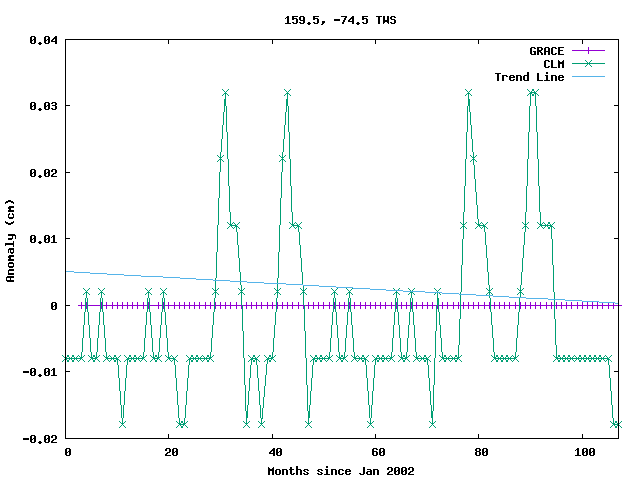 159.5, -74.5 TWS
GRACE
CLM
Trend Line
0.04
0.03
0.02
0.01
0
-0.01
-0.02
Anomaly (cm)
0 20 40 60 80 100
Months since Jan 2002